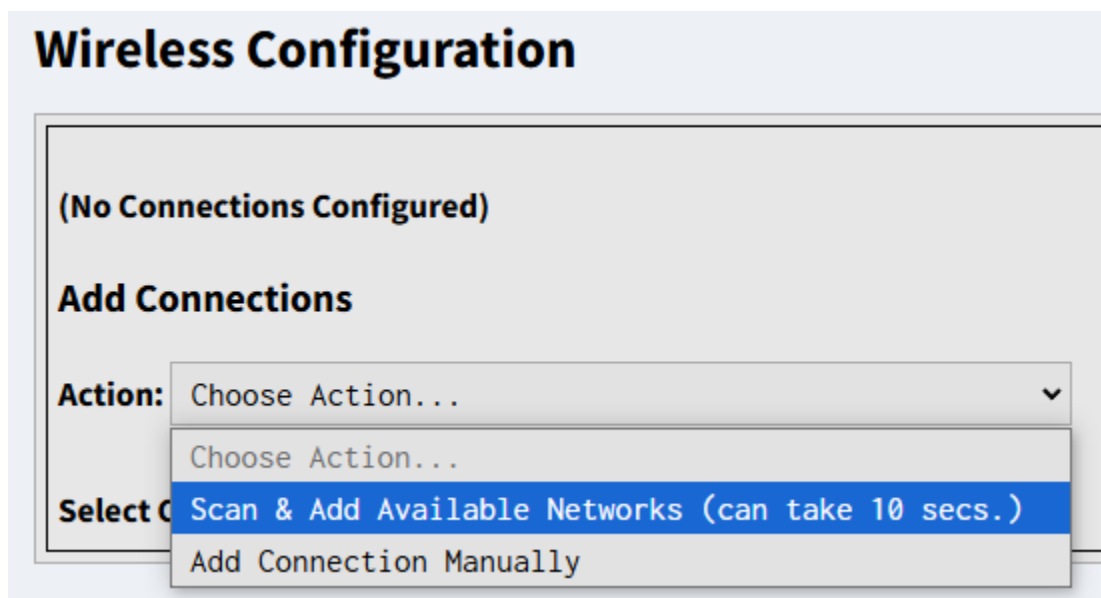 Wireless Configuration
(No Connections Configured)
Add Connections
Action: Choose Action...
Choose Action...
Select
Scan & Add Available Networks (can take 10 secs.)
Add Connection Manually